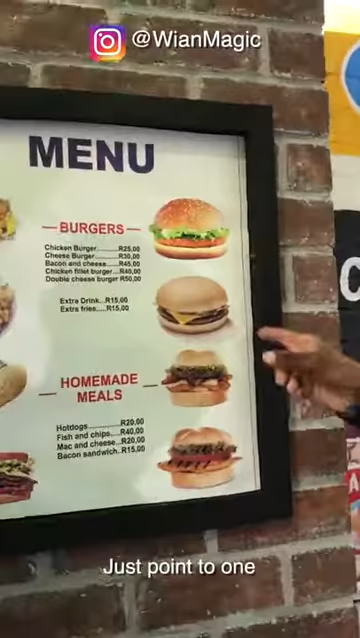 @WianMagic
MENU
BURGERS
Chicken Burger.........R25,00
Cheese Burger.........R30,00
Bacon and cheese....R45,00
Chicken fillet burger...R40,00
Double cheese burger R50,00
Extra Drink...R15,00
Extra fries.....R15,00
HOMEMADE
MEALS
Hotdogs..............R20,00
Fish and chips....R40,00
Mac and cheese...R20,00
Bacon sandwich..R15,00
C
Just point to one